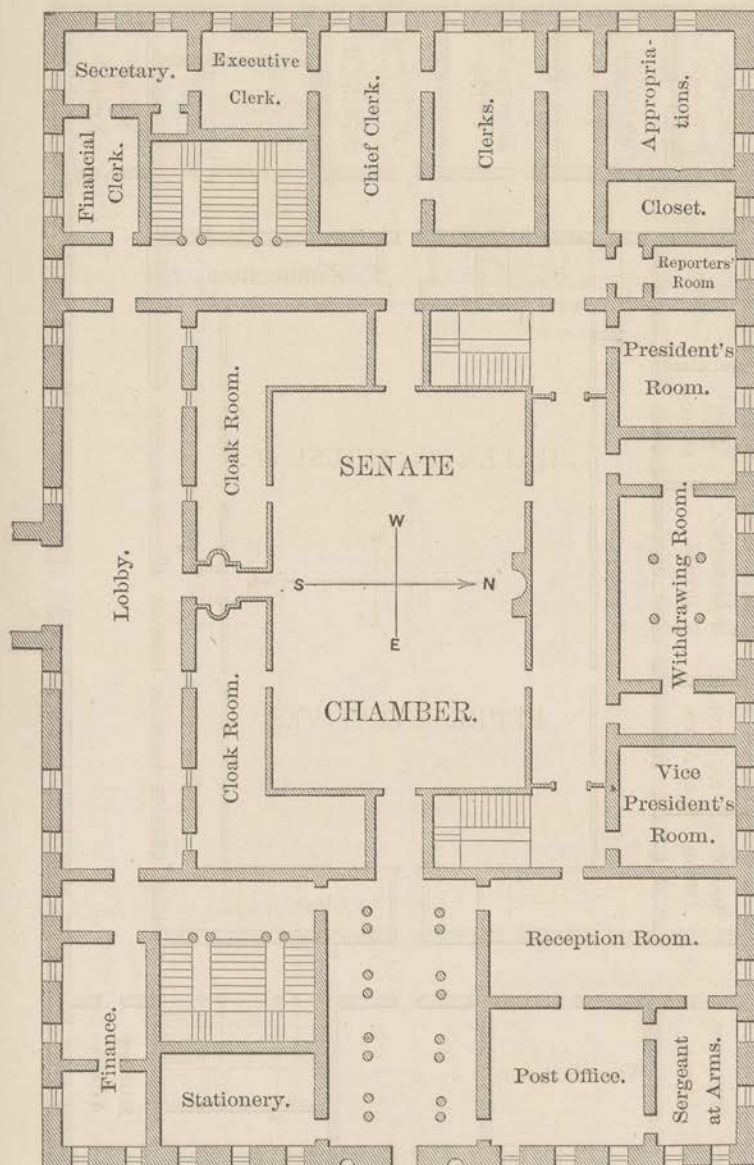 Secretary.
Executive
Clerk.
Chief Clerk.
Clerks.
Appropria-
tions.
Financial
Clerk.
Closet.
Reporters'
Room
President's
Room.
Cloak Room.
SENATE
W
S
N
E
Lobby.
Withdrawing Room.
CHAMBER.
Cloak Room.
Vice
President's
Room.
Reception Room.
Finance.
Stationery.
Post Office.
Sergeant
at Arms.